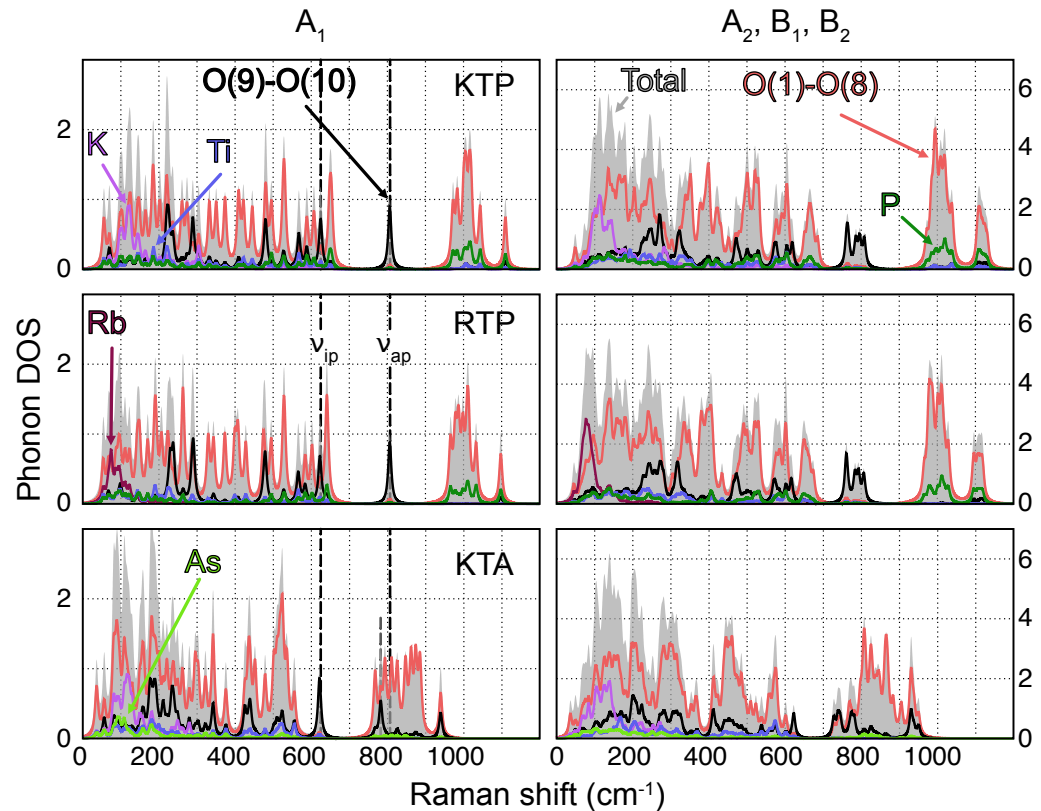 A₁
A₂, B₁, B₂
O(9)-O(10)
KTP
K
Ti
Total
O(1)-O(8)
P
2
0
6
4
2
0
Phonon DOS
Rb
RTP
ν_ip
ν_ap
2
0
6
4
2
0
As
KTA
2
0
6
4
2
0
0 200 400 600 800 1000
0 200 400 600 800 1000
Raman shift (cm⁻¹)